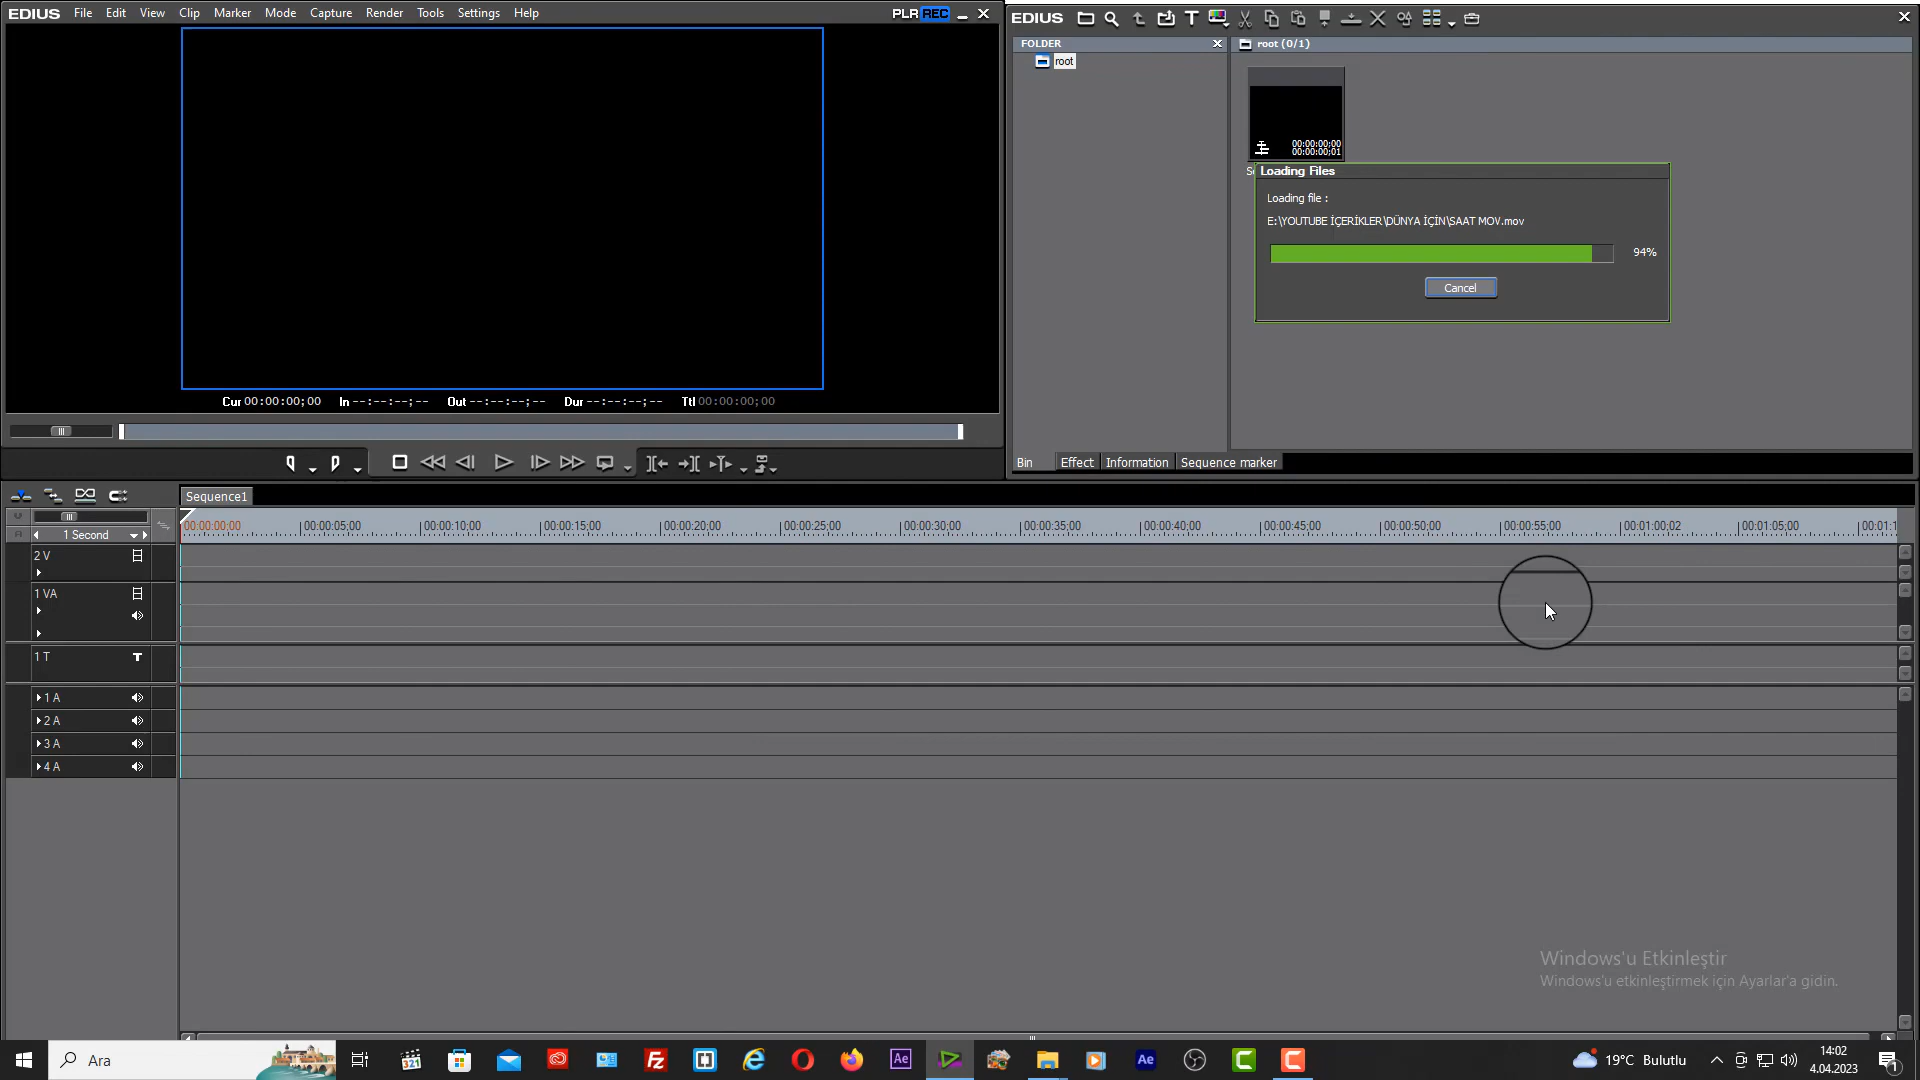 EDIUS File Edit View Clip Marker Mode Capture Render Tools Settings Help PLR REC
EDIUS
FOLDER
root
root (0/1)
00:00:00;00
00:00:00;01
Loading Files
Loading file :
E:\YOUTUBE İÇERİKLER\DÜNYA İÇİN\SAAT MOV.mov
94%
Cancel
Cur 00:00:00;00 In --:--:--;-- Out --:--:--;-- Dur --:--:--;-- Ttl 00:00:00;00
Bin Effect Information Sequence marker
Sequence1
1 Second
00:00:00;00 00:00:05;00 00:00:10;00 00:00:15;00 00:00:20;00 00:00:25;00 00:00:30;00 00:00:35;00 00:00:40;00 00:00:45;00 00:00:50;00 00:00:55;00 00:01:00;02 00:01:05;00 00:01:1
2 V
1 VA
1 T T
1 A
2 A
3 A
4 A
Windows'u Etkinleştir
Windows'u etkinleştirmek için Ayarlar'a gidin.
Ara
19°C Bulutlu
14:02
4.04.2023